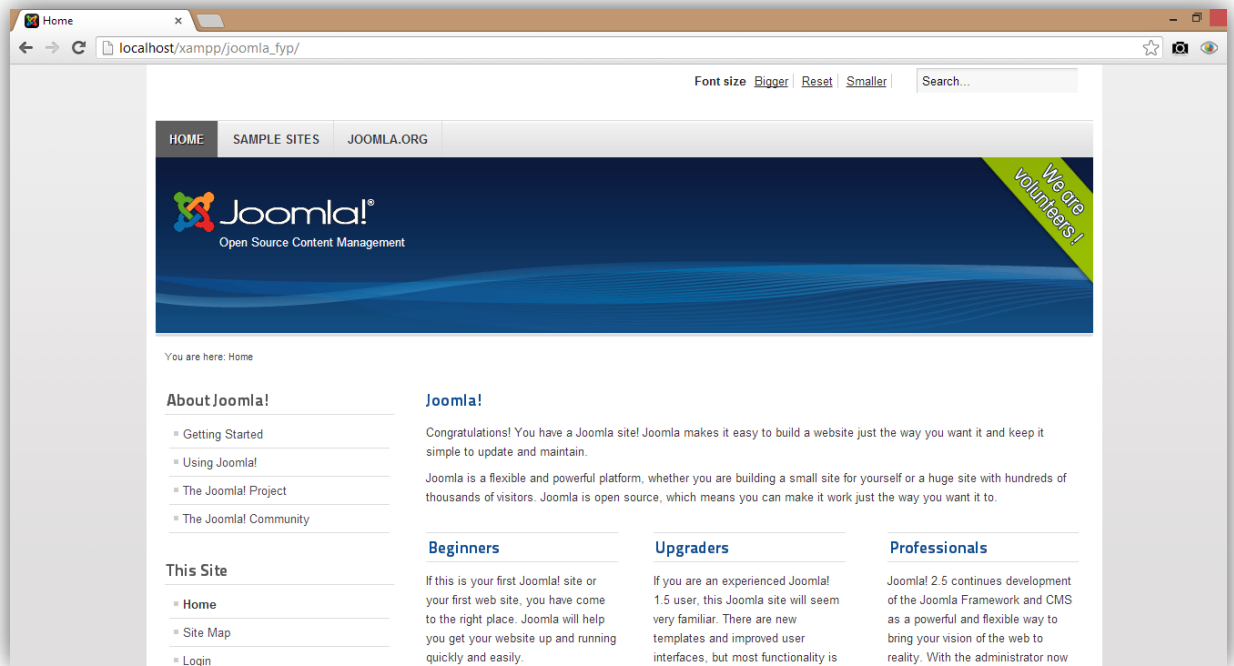 Home
localhost/xampp/joomla_fyp/
Font size Bigger Reset Smaller Search...
HOME SAMPLE SITES JOOMLA.ORG
Joomla!®
Open Source Content Management
We are
volunteers!
You are here: Home
About Joomla!
Getting Started
Using Joomla!
The Joomla! Project
The Joomla! Community
This Site
Home
Site Map
Login
Joomla!
Congratulations! You have a Joomla site! Joomla makes it easy to build a website just the way you want it and keep it
simple to update and maintain.
Joomla is a flexible and powerful platform, whether you are building a small site for yourself or a huge site with hundreds of
thousands of visitors. Joomla is open source, which means you can make it work just the way you want it to.
Beginners
If this is your first Joomla! site or
your first web site, you have come
to the right place. Joomla will help
you get your website up and running
quickly and easily.
Upgraders
If you are an experienced Joomla!
1.5 user, this Joomla site will seem
very familiar. There are new
templates and improved user
interfaces, but most functionality is
Professionals
Joomla! 2.5 continues development
of the Joomla Framework and CMS
as a powerful and flexible way to
bring your vision of the web to
reality. With the administrator now